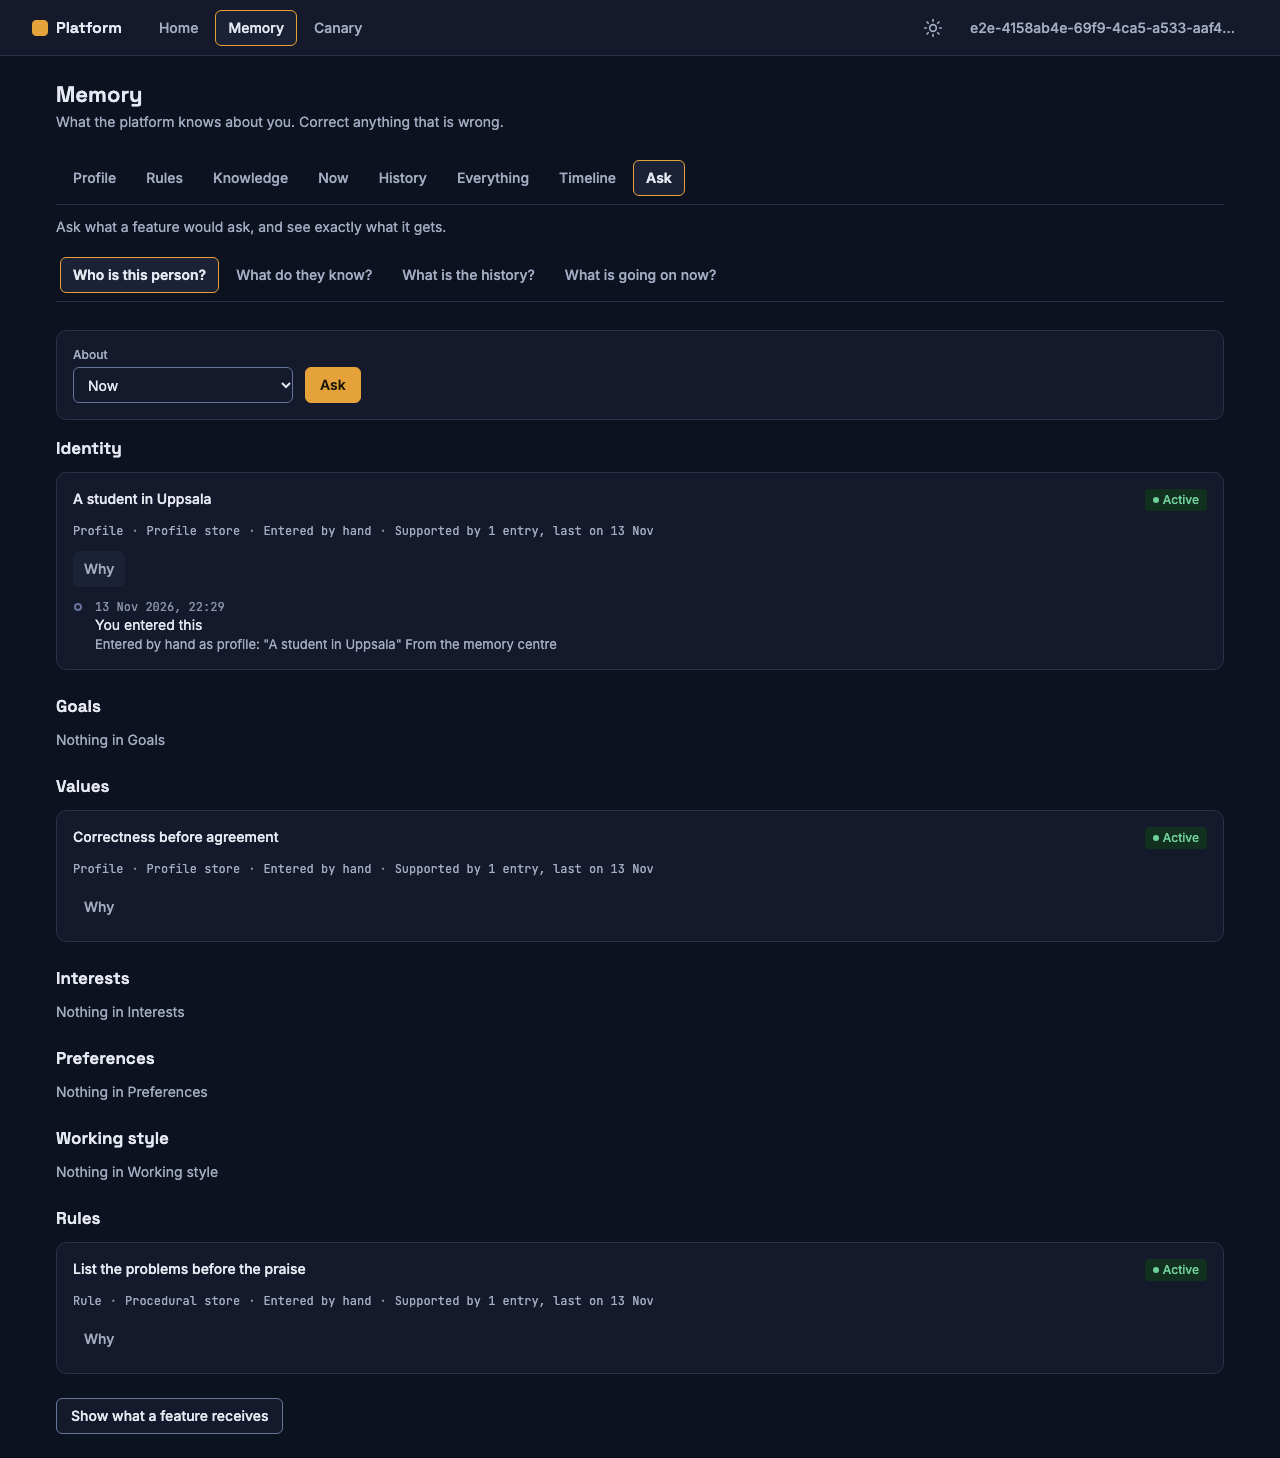 Platform Home Memory Canary e2e-4158ab4e-69f9-4ca5-a533-aaf4...
Memory
What the platform knows about you. Correct anything that is wrong.
Profile Rules Knowledge Now History Everything Timeline Ask
Ask what a feature would ask, and see exactly what it gets.
Who is this person? What do they know? What is the history? What is going on now?
About
Now Ask
Identity
A student in Uppsala Active
Profile · Profile store · Entered by hand · Supported by 1 entry, last on 13 Nov
Why
13 Nov 2026, 22:29
You entered this
Entered by hand as profile: "A student in Uppsala" From the memory centre
Goals
Nothing in Goals
Values
Correctness before agreement Active
Profile · Profile store · Entered by hand · Supported by 1 entry, last on 13 Nov
Why
Interests
Nothing in Interests
Preferences
Nothing in Preferences
Working style
Nothing in Working style
Rules
List the problems before the praise Active
Rule · Procedural store · Entered by hand · Supported by 1 entry, last on 13 Nov
Why
Show what a feature receives